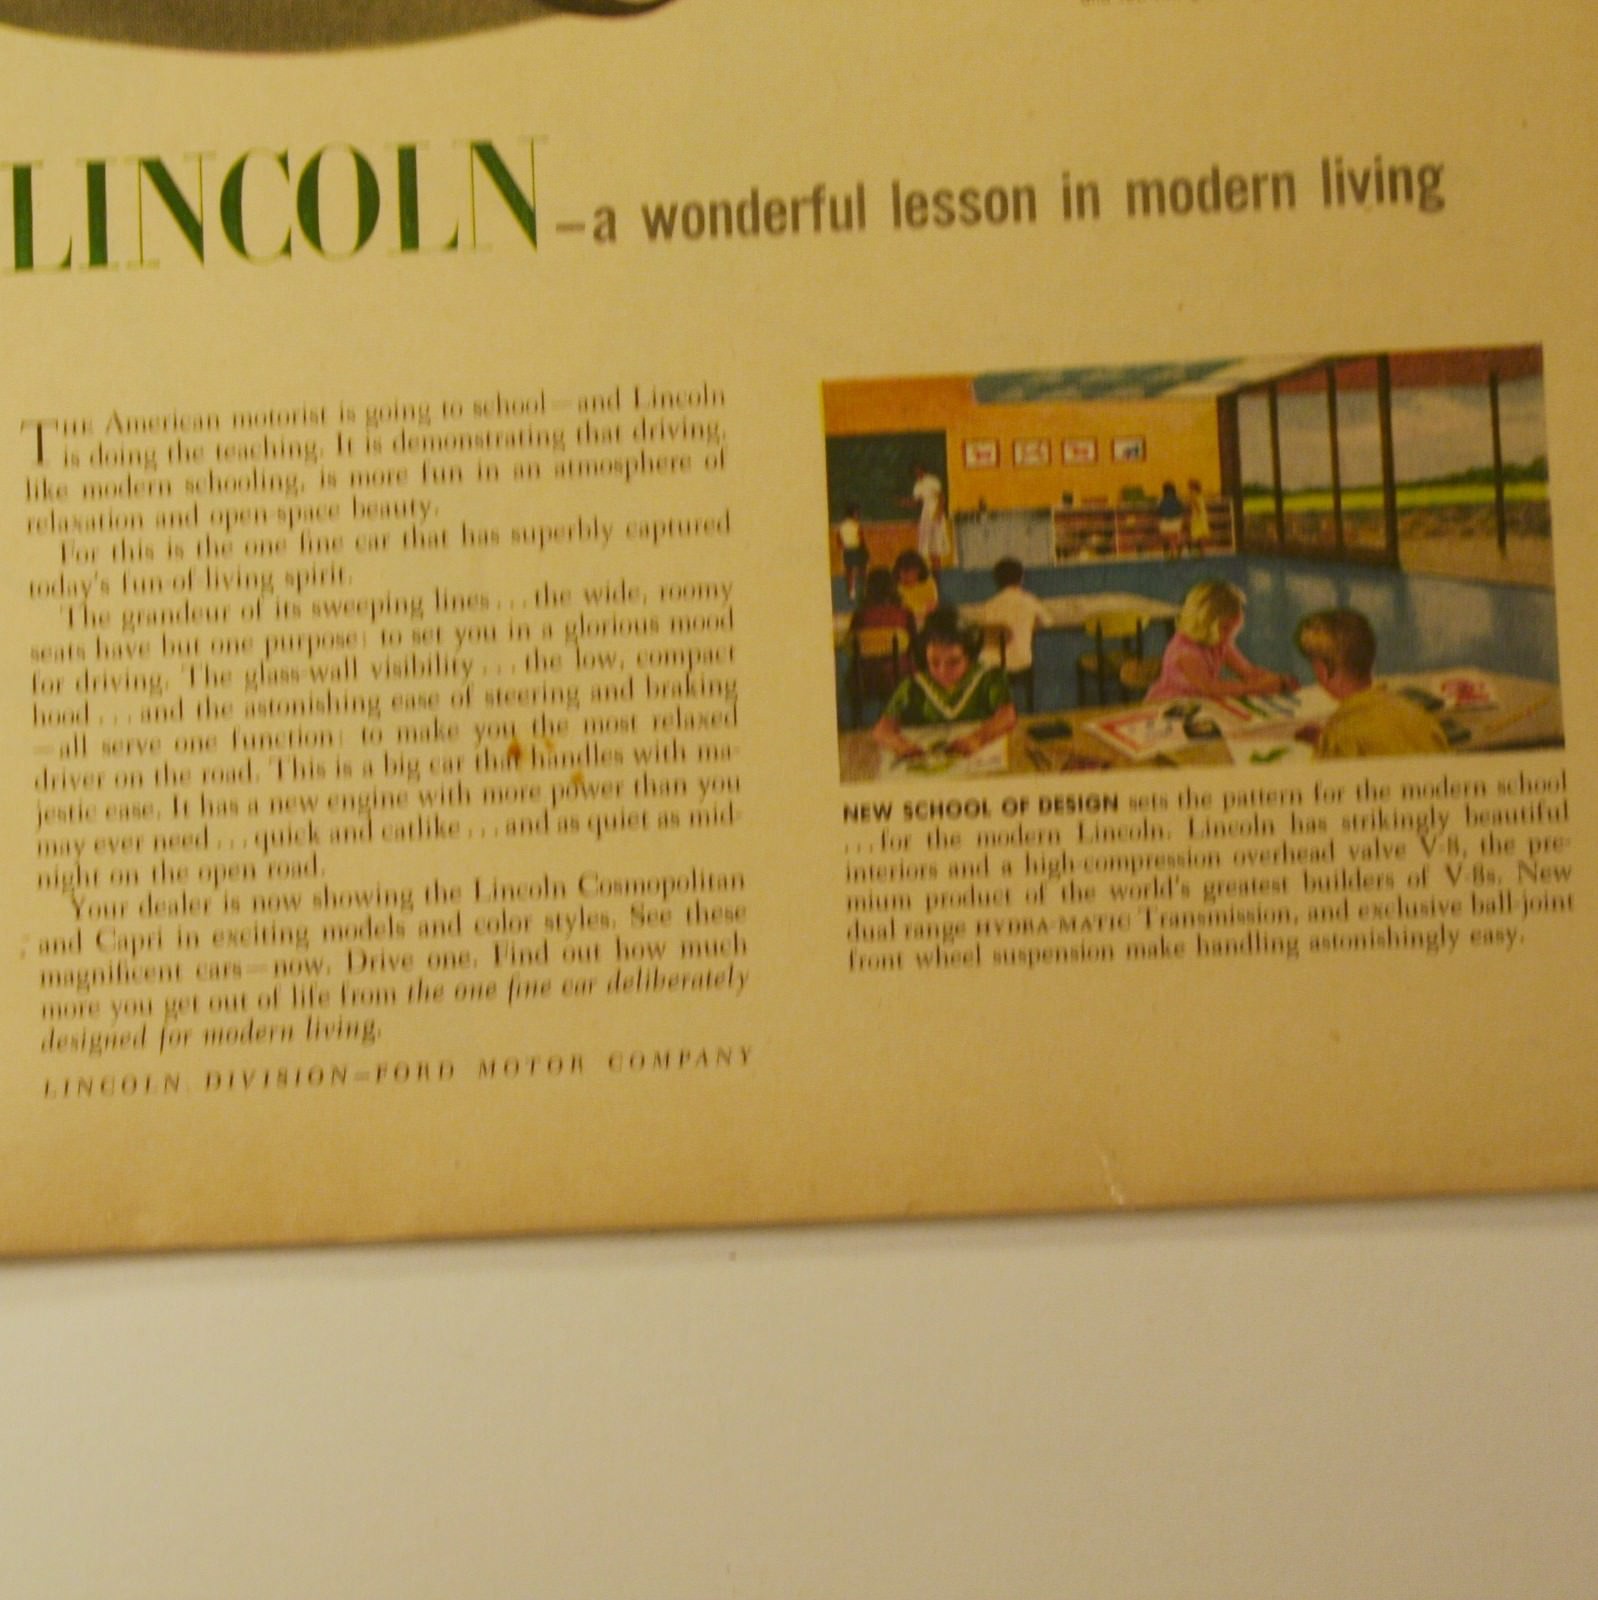 LINCOLN – a wonderful lesson in modern living
THE American motorist is going to school—and Lincoln
is doing the teaching. It is demonstrating that driving,
like modern schooling, is more fun in an atmosphere of
relaxation and open-space beauty.
For this is the one fine car that has superbly captured
today's fun-of-living spirit.
The grandeur of its sweeping lines...the wide, roomy
seats have but one purpose: to set you in a glorious mood
for driving. The glass-wall visibility...the low, compact
hood...and the astonishing ease of steering and braking
—all serve one function: to make you the most relaxed
driver on the road. This is a big car that handles with ma-
jestic ease. It has a new engine with more power than you
may ever need...quick and catlike...and as quiet as mid-
night on the open road.
Your dealer is now showing the Lincoln Cosmopolitan
and Capri in exciting models and color styles. See these
magnificent cars—now. Drive one. Find out how much
more you get out of life from the one fine car deliberately
designed for modern living.
LINCOLN DIVISION—FORD MOTOR COMPANY
NEW SCHOOL OF DESIGN sets the pattern for the modern school
...for the modern Lincoln. Lincoln has strikingly beautiful
interiors and a high-compression overhead valve V-8, the pre-
mium product of the world's greatest builders of V-8s. New
dual range HYDRA-MATIC Transmission, and exclusive ball-joint
front wheel suspension make handling astonishingly easy.